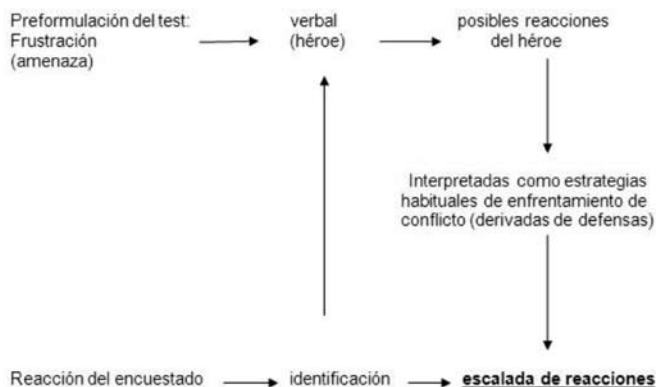 Preformulación del test:
Frustración
(amenaza)
verbal
(héroe)
posibles reacciones
del héroe
Interpretadas como estrategias
habituales de enfrentamiento de
conflicto (derivadas de defensas)
Reacción del encuestado
identificación
escalada de reacciones